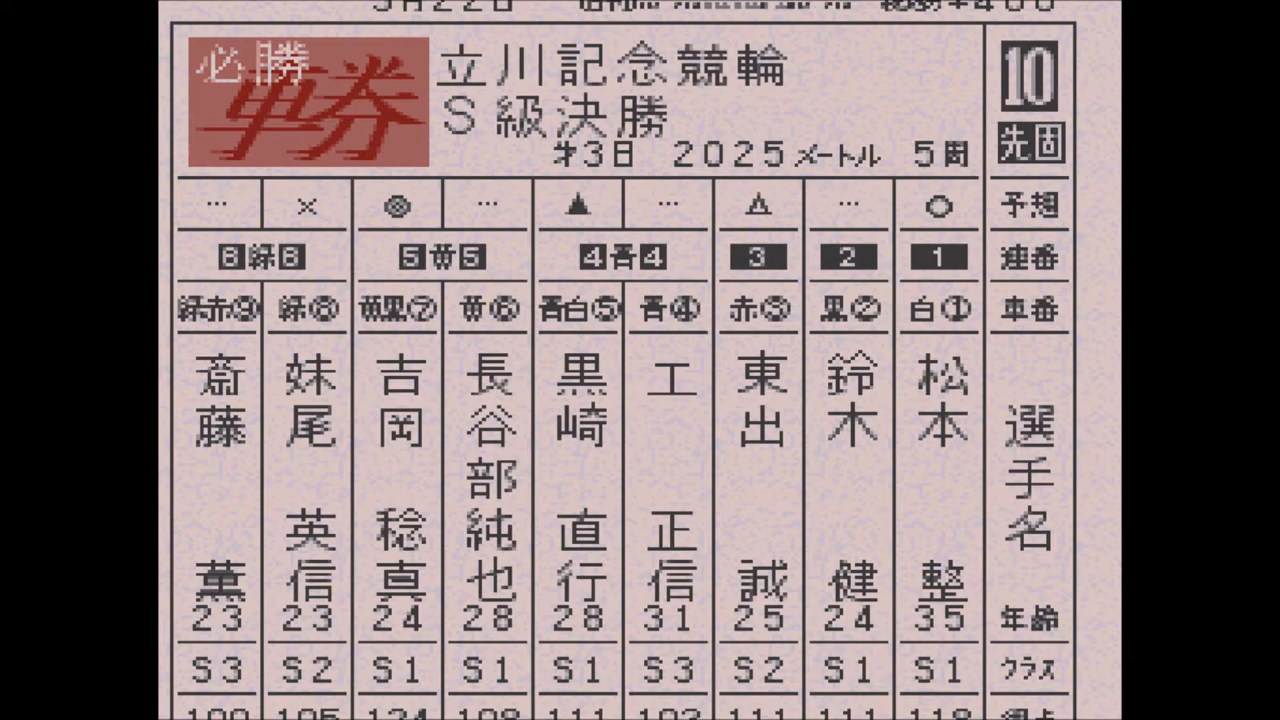 必勝
車券
立川記念競輪
S級決勝
第3日 2025メートル 5周
10
先固
… × ◎ … ▲ … △ … ○ 予想
6緑6 5黄5 4青4 3 2 1 連番
緑赤⑨ 緑⑧ 黄黒⑦ 黄⑥ 青白⑤ 青④ 赤③ 黒② 白① 車番
斎藤薫 妹尾英信 吉岡稔真 長谷部純也 黒崎直行 工正信 東出誠 鈴木健 松本整 選手名
23 23 24 28 28 31 25 24 35 年齢
S3 S2 S1 S1 S1 S3 S2 S1 S1 クラス